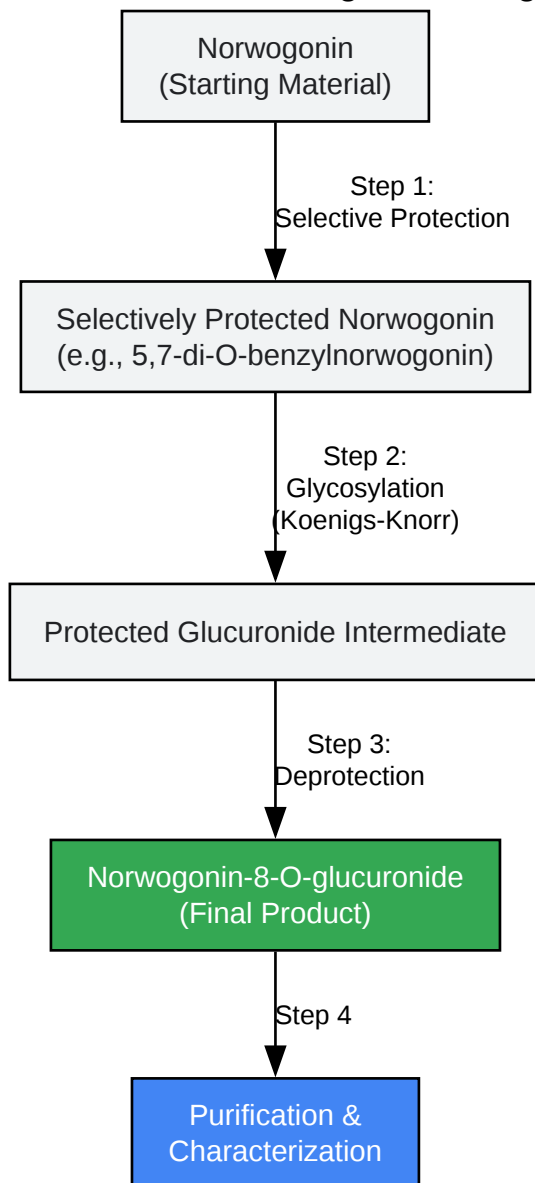 Norwogonin
(Starting Material)
Step 1:
Selective Protection
Selectively Protected Norwogonin
(e.g., 5,7-di-O-benzylnorwogonin)
Step 2:
Glycosylation
(Koenigs-Knorr)
Protected Glucuronide Intermediate
Step 3:
Deprotection
Norwogonin-8-O-glucuronide
(Final Product)
Step 4
Purification &
Characterization